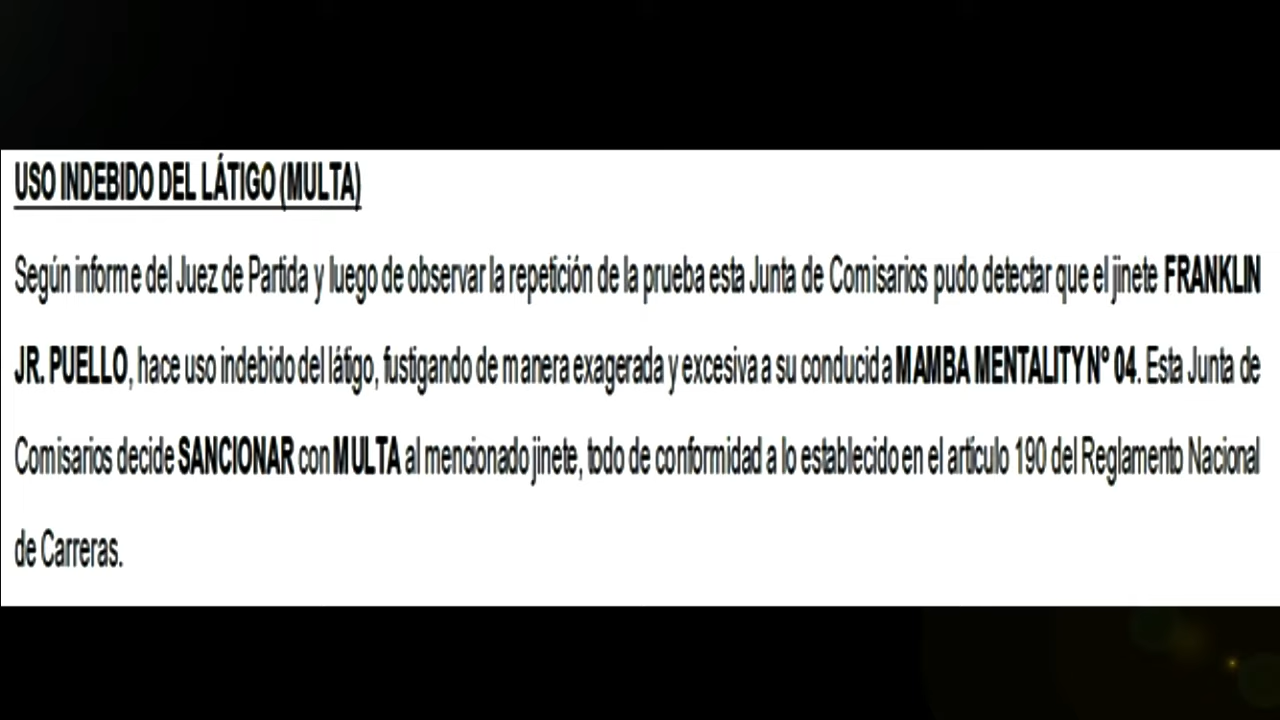 USO INDEBIDO DEL LÁTIGO (MULTA)
Según informe del Juez de Partida y luego de observar la repetición de la prueba esta Junta de Comisarios pudo detectar que el jinete FRANKLIN
JR. PUELLO, hace uso indebido del látigo, fustigando de manera exagerada y excesiva a su conducida MAMBA MENTALITY N° 04. Esta Junta de
Comisarios decide SANCIONAR con MULTA al mencionado jinete, todo de conformidad a lo establecido en el artículo 190 del Reglamento Nacional
de Carreras.